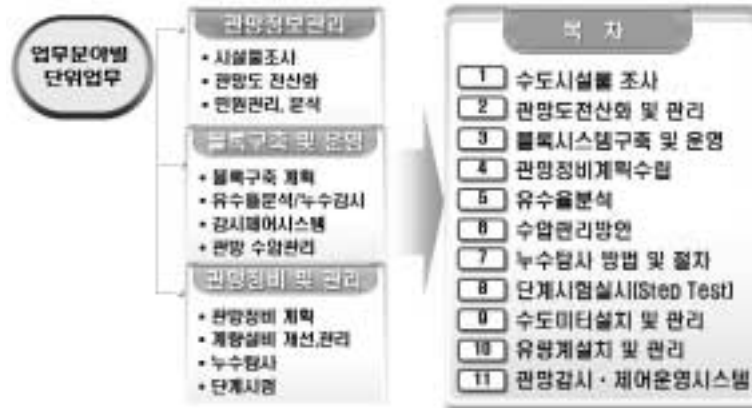 업무분야별
단위업무
관망정보관리
• 시설물조사
• 관망도 전산화
• 민원관리, 분석
블록구축 및 운영
• 블록구축 계획
• 유수율분석/누수감시
• 감시제어시스템
• 관망 수압관리
관망정비 및 관리
• 관망정비 계획
• 계량설비 개선,관리
• 누수탐사
• 단계시험
목 차
1 수도시설물 조사
2 관망도전산화 및 관리
3 블록시스템구축 및 운영
4 관망정비계획수립
5 유수율분석
6 수압관리방안
7 누수탐사 방법 및 절차
8 단계시험실시(Step Test)
9 수도미터설치 및 관리
10 유량계설치 및 관리
11 관망감시 · 제어운영시스템